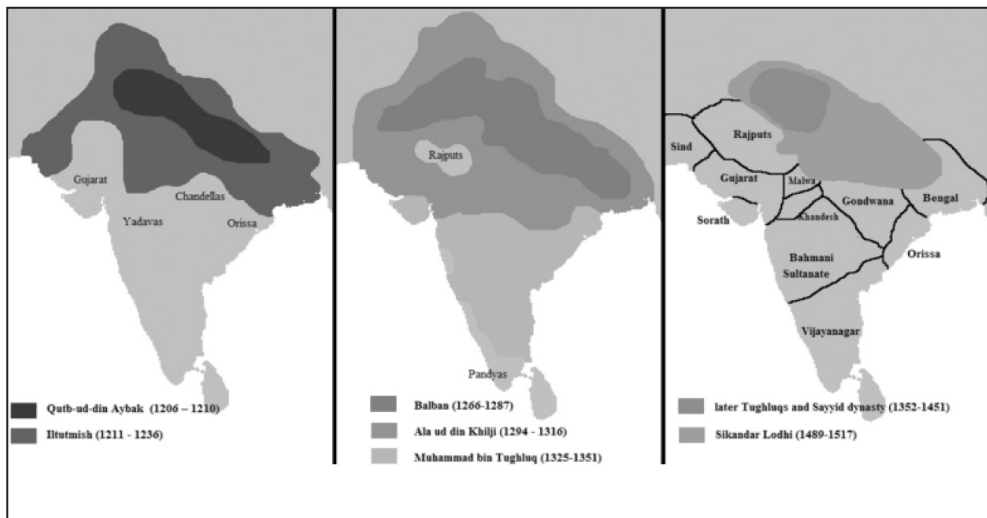 Gujarat
Chandellas
Yadavas
Orissa
Qutb-ud-din Aybak (1206 – 1210)
Iltutmish (1211 - 1236)
Rajputs
Pandyas
Balban (1266-1287)
Ala ud din Khilji (1294 - 1316)
Muhammad bin Tughluq (1325-1351)
Rajputs
Sind
Gujarat
Malwa
Gondwana
Bengal
Sorath
Khandesh
Orissa
Bahmani
Sultanate
Vijayanagar
later Tughluqs and Sayyid dynasty (1352-1451)
Sikandar Lodhi (1489-1517)